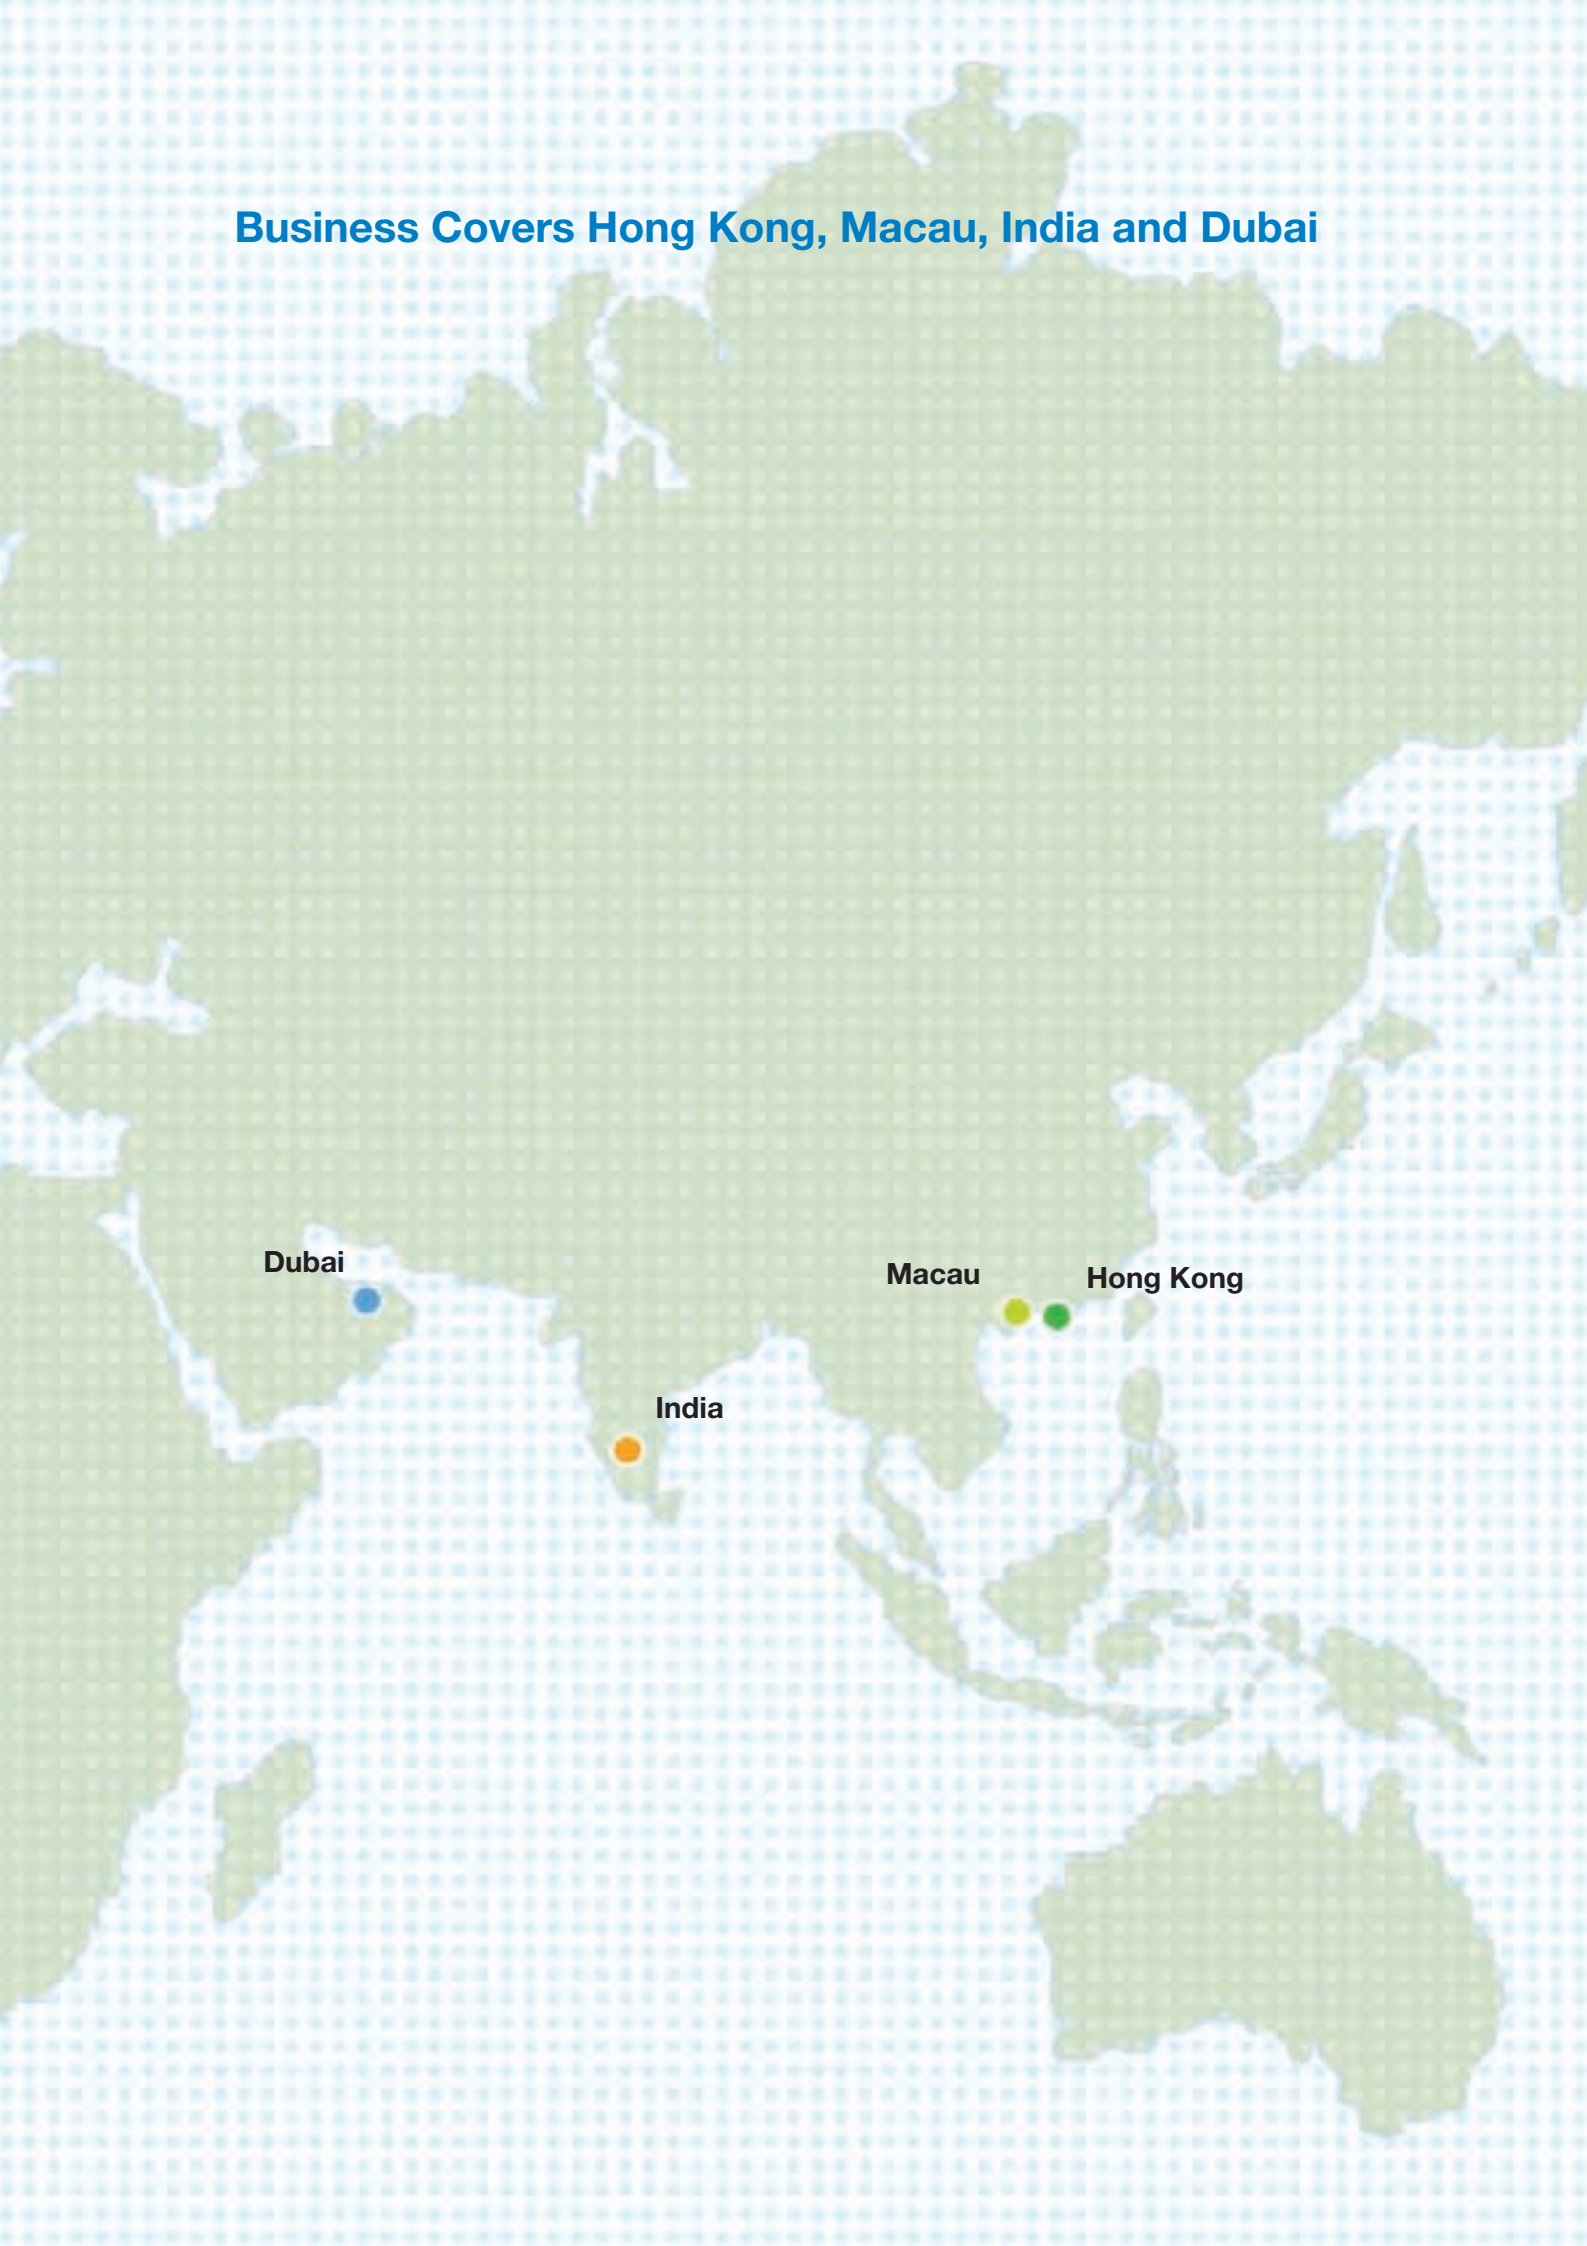 Business Covers Hong Kong, Macau, India and Dubai
Dubai
Macau
Hong Kong
India